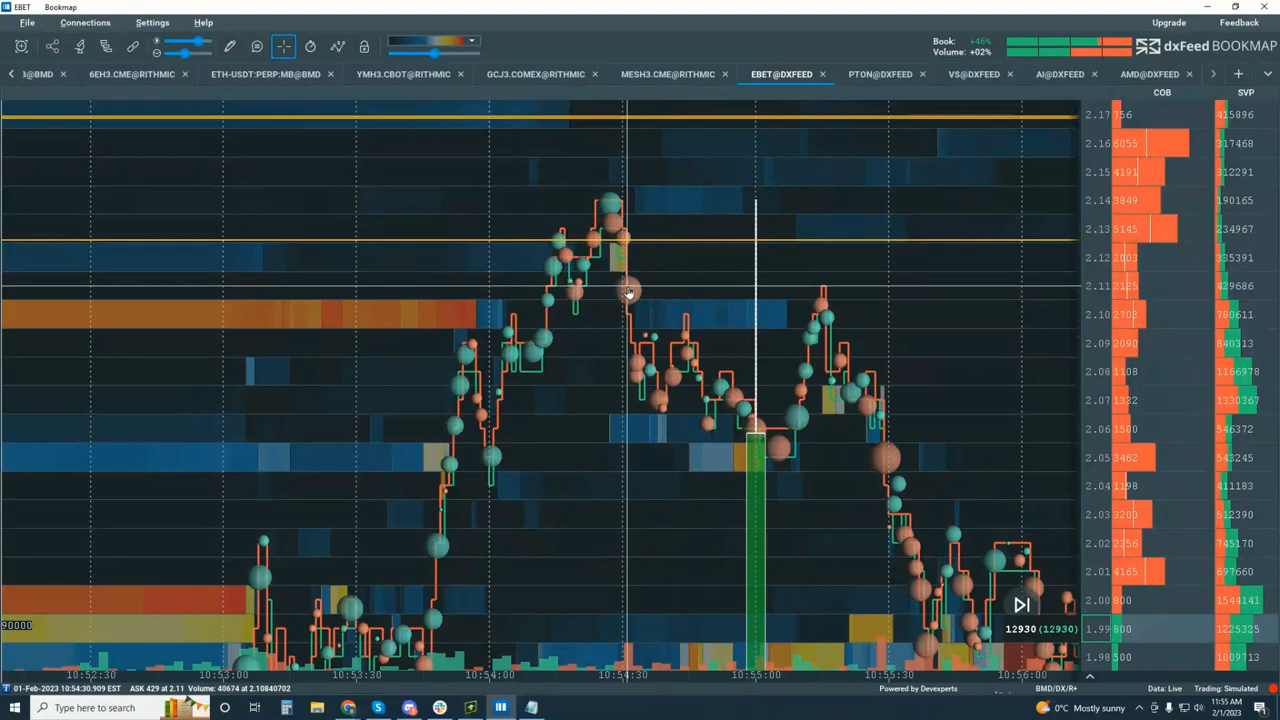 EBET Bookmap
File Connections Settings Help Upgrade Feedback
Book: +46%
Volume: +02%
dxFeed BOOKMAP
3@BMD 6EH3.CME@RITHMIC ETH-USDT:PERP:MB@BMD YMH3.CBOT@RITHMIC GCJ3.COMEX@RITHMIC MESH3.CME@RITHMIC EBET@DXFEED PTON@DXFEED VS@DXFEED AI@DXFEED AMD@DXFEED
COB SVP
2.17 756 415896
2.16 6055 317468
2.15 4191 312291
2.14 3849 190165
2.13 5145 234967
2.12 2003 335391
2.11 2125 429686
2.10 2703 780611
2.09 2090 840313
2.08 1108 1166978
2.07 1332 1330367
2.06 1500 546372
2.05 3462 543245
2.04 1198 411183
2.03 3200 512390
2.02 2356 745170
2.01 4165 697660
2.00 800 1544141
90000 12930 (12930) 1.99 800 1225325
1.98 500 1009713
10:52:30 10:53:00 10:53:30 10:54:00 10:54:30 10:55:00 10:55:30 10:56:00
01-Feb-2023 10:54:30.909 EST ASK 429 at 2.11 Volume: 40674 at 2.10840702 Powered by Devexperts BMD/DX/R+ Data: Live Trading: Simulated
Type here to search 0°C Mostly sunny 11:55 AM
2/1/2023